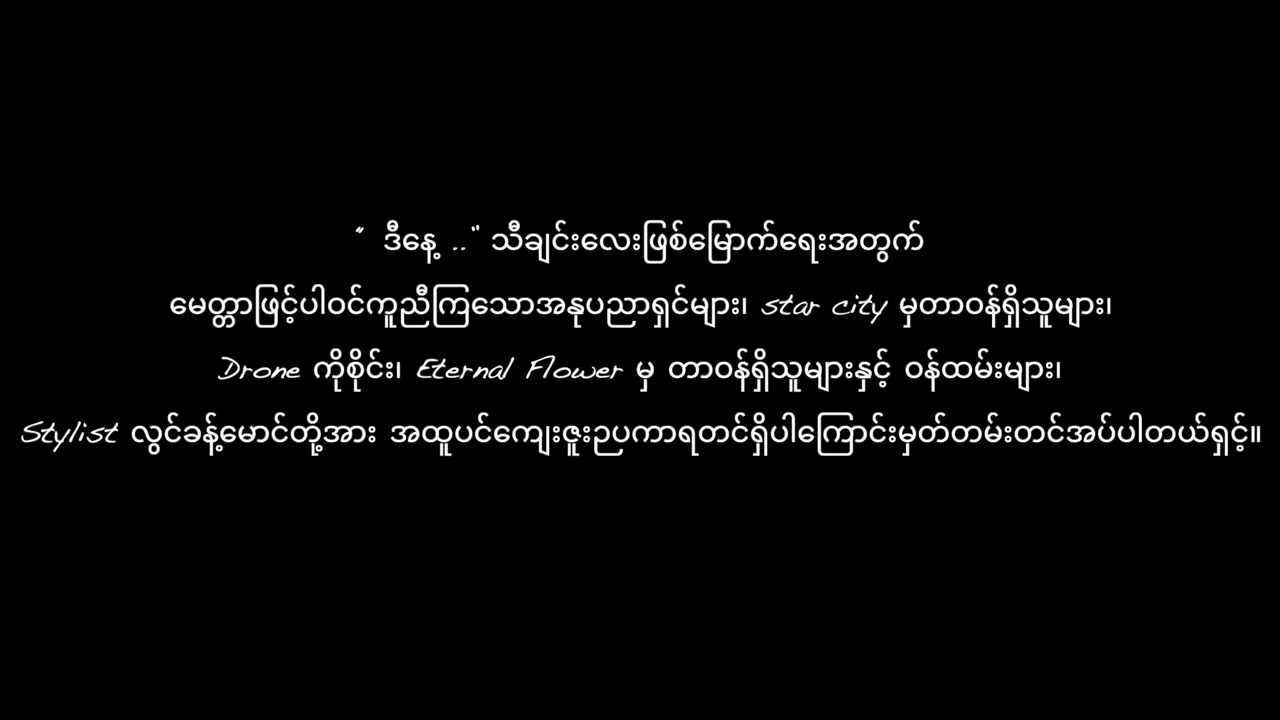 “ ဒီနေ့ ..” သီချင်းလေးဖြစ်မြောက်ရေးအတွက်
မေတ္တာဖြင့်ပါဝင်ကူညီကြသောအနုပညာရှင်များ၊ star city မှတာဝန်ရှိသူများ၊
Drone ကိုစိုင်း၊ Eternal Flower မှ တာဝန်ရှိသူများနှင့် ဝန်ထမ်းများ၊
Stylist လွင်ခန့်မောင်တို့အား အထူပင်ကျေးဇူးဥပကာရတင်ရှိပါကြောင်းမှတ်တမ်းတင်အပ်ပါတယ်ရှင့်။